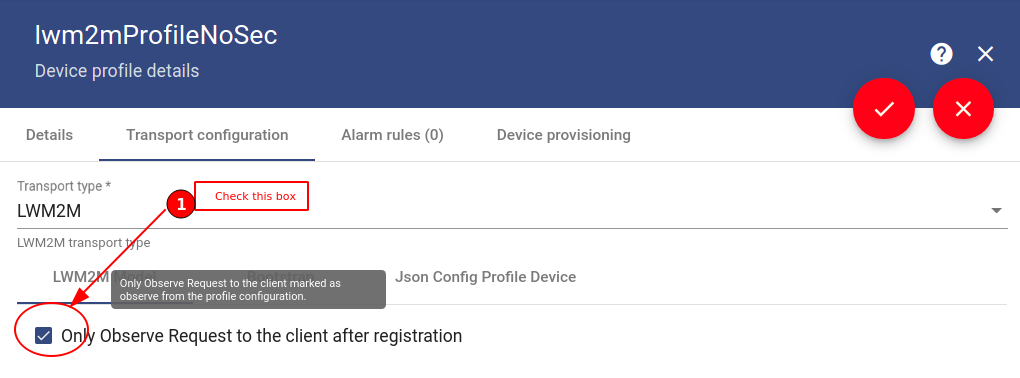 lwm2mProfileNoSec
Device profile details
?
Details Transport configuration Alarm rules (0) Device provisioning
Transport type *
1 Check this box
LWM2M
LWM2M transport type
LWM2M Model Bootstrap Json Config Profile Device
Only Observe Request to the client marked as
observe from the profile configuration.
Only Observe Request to the client after registration